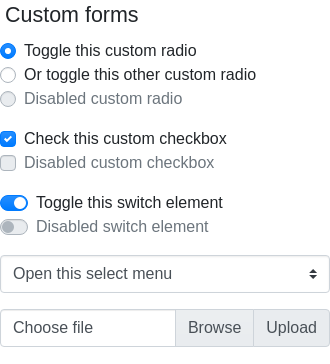 Custom forms
Toggle this custom radio
Or toggle this other custom radio
Disabled custom radio
Check this custom checkbox
Disabled custom checkbox
Toggle this switch element
Disabled switch element
Open this select menu
Choose file Browse Upload